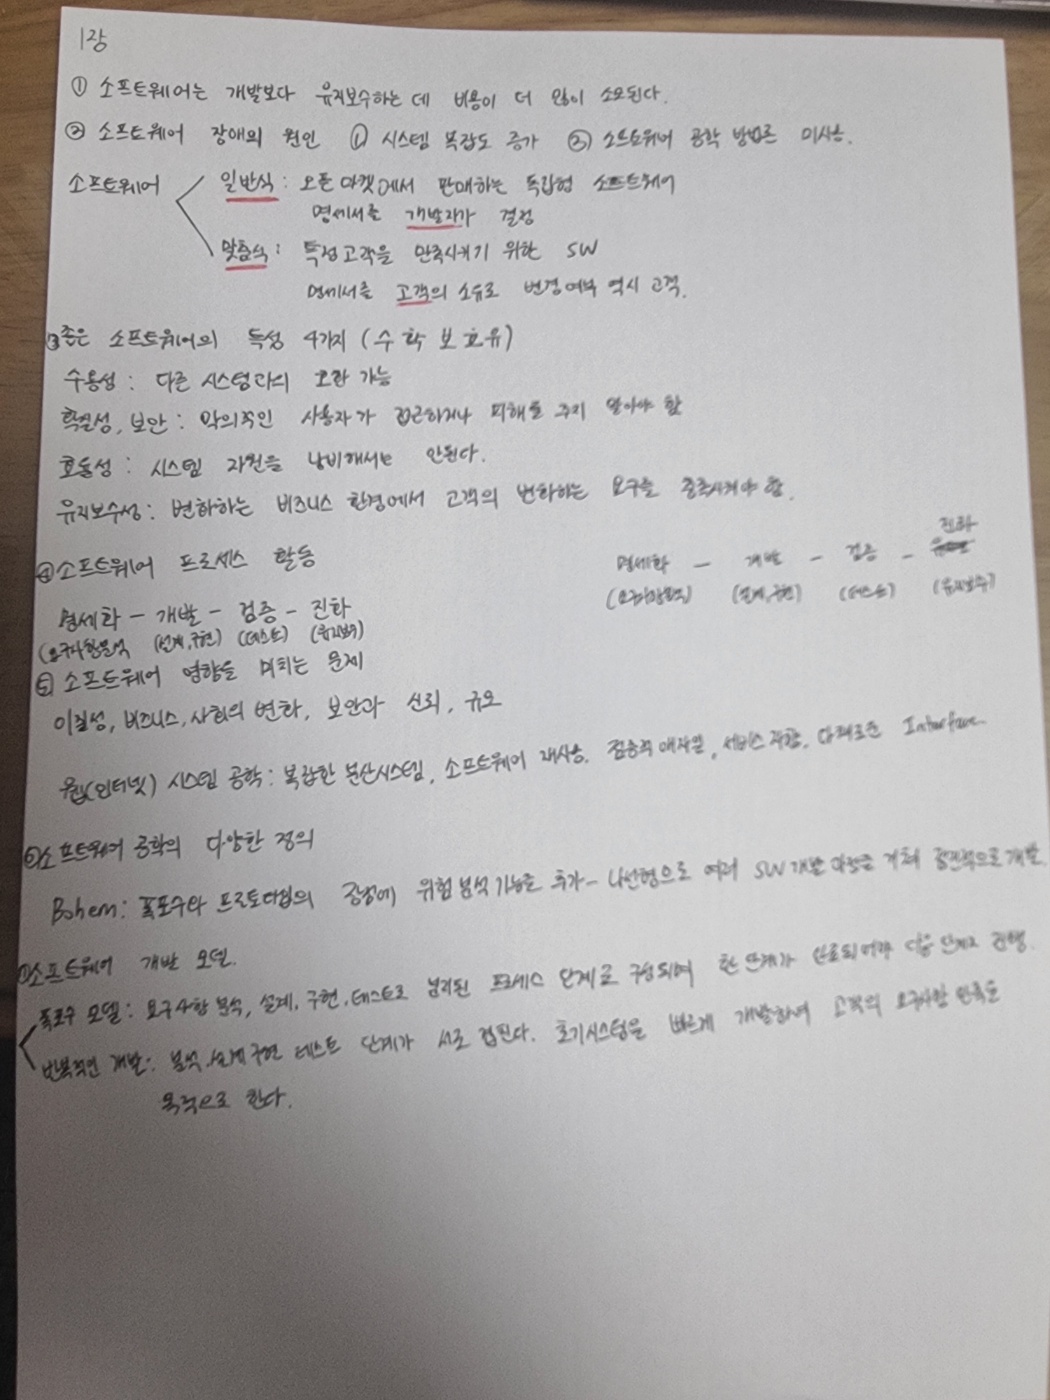 1장
① 소프트웨어는 개발보다 유지보수하는 데 비용이 더 많이 소요된다.
② 소프트웨어 장애의 원인 ① 시스템 복잡도 증가 ② 소프트웨어 공학 방법론 미사용.
소프트웨어
일반식 : 오픈 마켓에서 판매하는 독립형 소프트웨어
명세서를 개발자가 결정
맞춤식 : 특정 고객을 만족시키기 위한 SW
명세서를 고객의 소유로 변경여부 역시 고객.
③좋은 소프트웨어의 특성 4가지 (수 학 보 효유)
수용성 : 다른 시스템과의 호환 가능
확실성, 보안 : 악의적인 사용자가 접근하거나 피해를 주지 말아야 함
효율성 : 시스템 자원을 낭비해서는 안된다.
유지보수성 : 변화하는 비즈니스 환경에서 고객의 변화하는 요구를 충족시켜야 함.
④소프트웨어 프로세스 활동
명세화 - 개발 - 검증 - 진화
(요구사항분석 (설계,구현) (테스트) (유지보수)
명세화 - 개발 - 검증 - 진화
(설계,구현) (테스트) (유지보수)
⑤ 소프트웨어 영향을 미치는 문제
이질성, 비즈니스, 사회의 변화, 보안과 신뢰, 규모
웹(인터넷) 시스템 공학 : 복잡한 분산시스템, 소프트웨어 재사용, 점증적 애자일, 서비스 지향, 다채로운 Interface
⑥소프트웨어 공학의 다양한 정의
Bohem : 폭포수와 프로토타입의 장점에 위험 분석 기능을 추가 - 나선형으로 여러 SW 개발 과정을 거쳐 점진적으로 개발.
⑦소프트웨어 개발 모델.
폭포수 모델 : 요구사항 분석, 설계, 구현, 테스트로 분리된 프로세스 단계로 구성되며 한 단계가 완료되어야 다음 단계로 진행.
반복적인 개발 : 분석, 설계 구현 테스트 단계가 서로 겹친다. 초기시스템을 빠르게 개발하여 고객의 요구사항 만족을
목적으로 한다.